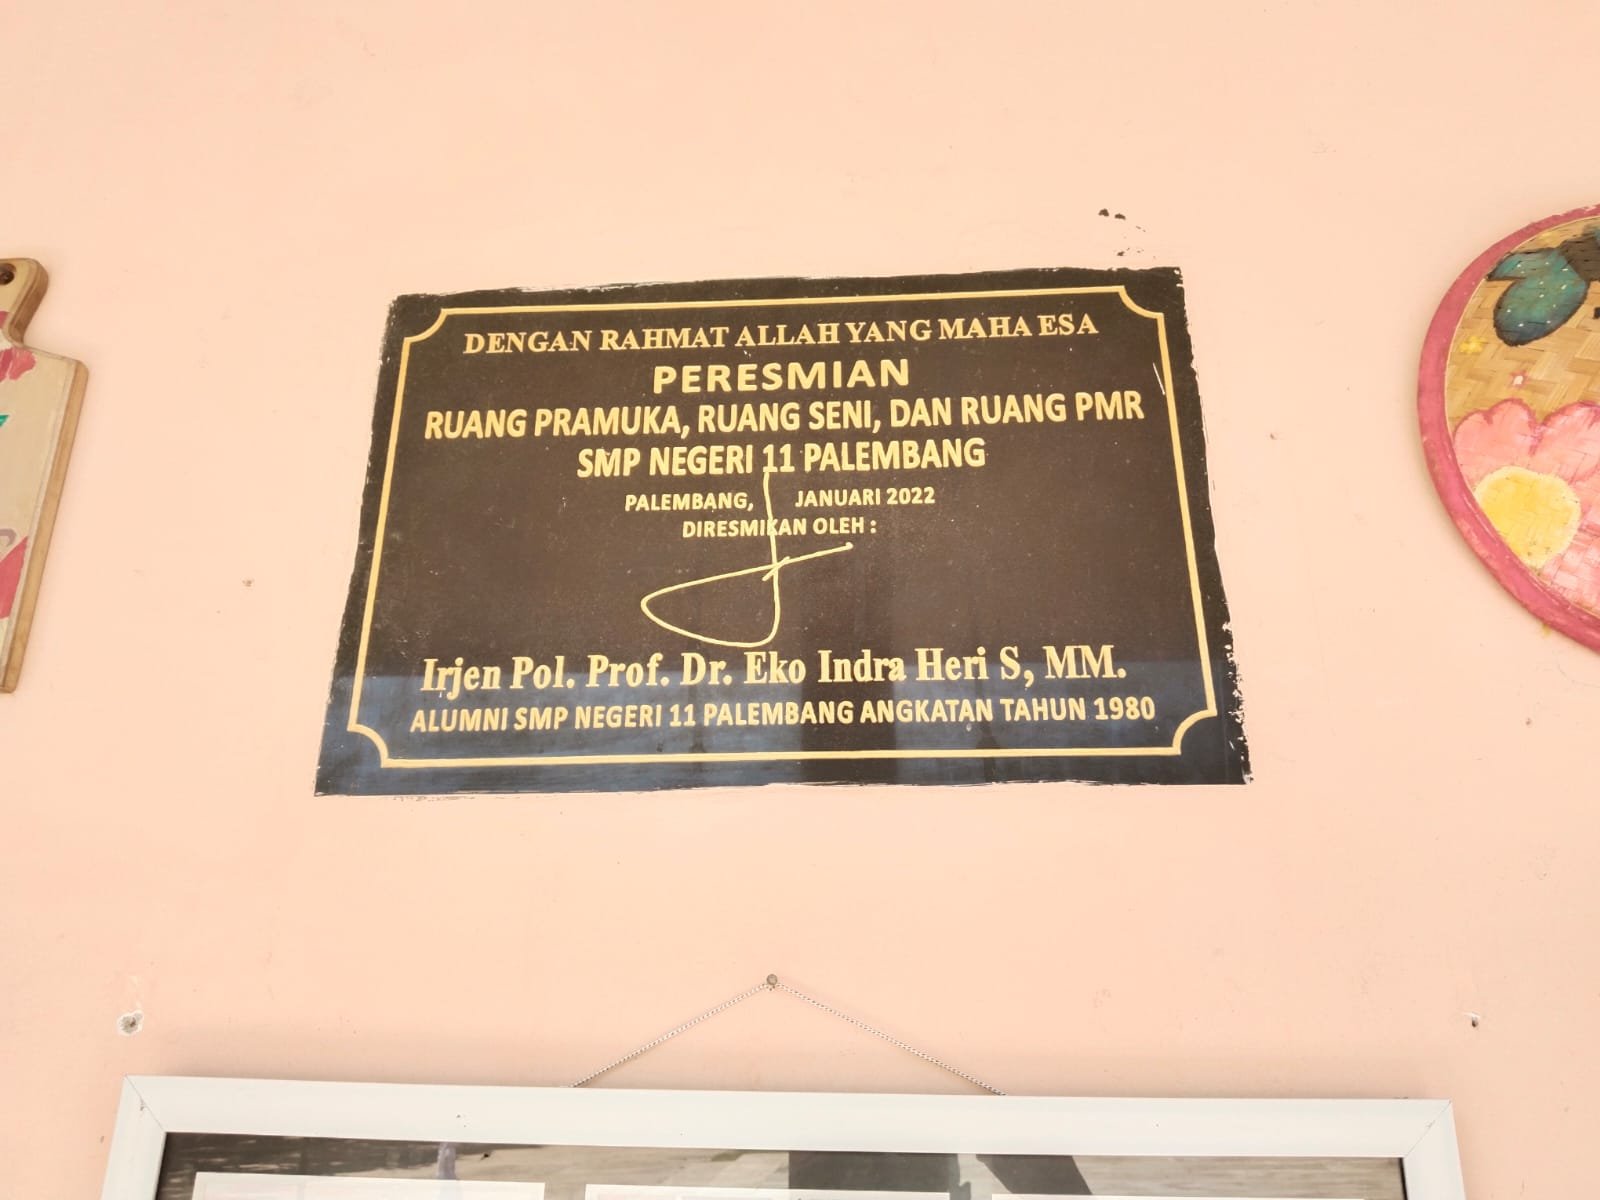 DENGAN RAHMAT ALLAH YANG MAHA ESA
PERESMIAN
RUANG PRAMUKA, RUANG SENI, DAN RUANG PMR
SMP NEGERI 11 PALEMBANG
PALEMBANG, JANUARI 2022
DIRESMIKAN OLEH :
Irjen Pol. Prof. Dr. Eko Indra Heri S, MM.
ALUMNI SMP NEGERI 11 PALEMBANG ANGKATAN TAHUN 1980